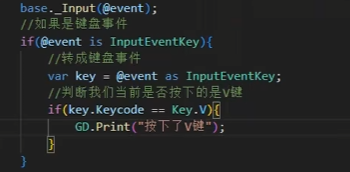 base._Input(@event);
//如果是键盘事件
if(@event is InputEventKey){
//转成键盘事件
var key = @event as InputEventKey;
//判断我们当前是否按下的是V键
if(key.Keycode == Key.V){
GD.Print("按下了V键");
}
}